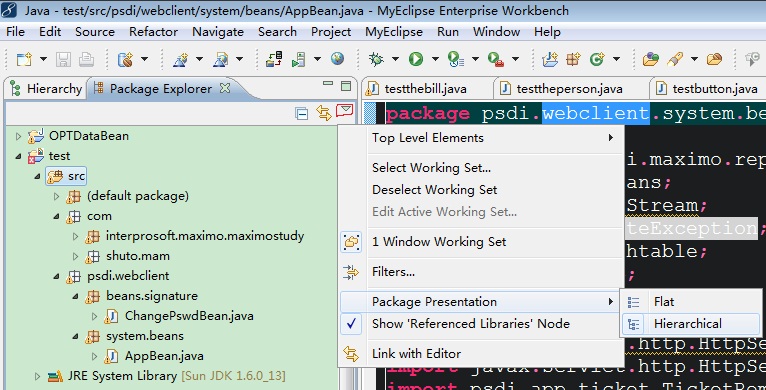 Java - test/src/psdi/webclient/system/beans/AppBean.java - MyEclipse Enterprise Workbench
File Edit Source Refactor Navigate Search Project MyEclipse Run Window Help
Hierarchy Package Explorer
testthebill.java testtheperson.java testbutton.java
OPTDataBean
test
src
(default package)
com
interprosoft.maximo.maximostudy
shuto.mam
psdi.webclient
beans.signature
ChangePswdBean.java
system.beans
AppBean.java
JRE System Library [Sun JDK 1.6.0_13]
Top Level Elements
Select Working Set...
Deselect Working Set
Edit Active Working Set...
1 Window Working Set
Filters...
Package Presentation
Show 'Referenced Libraries' Node
Link with Editor
Flat
Hierarchical
package psdi.webclient.system.be
i.maximo.rep
ans;
Stream;
teException;
htable;
;
.http.HttpSe
import javax.servlet.http.HttpSe
import psdi.app.ticket.TicketRem